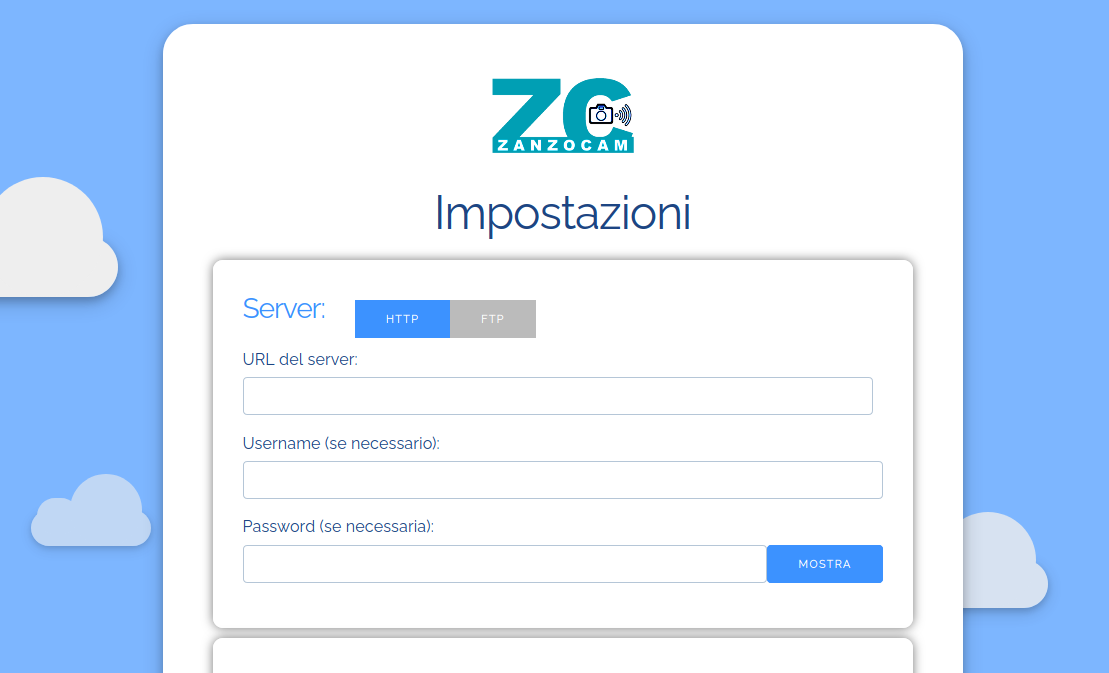 ZC
ZANZOCAM
Impostazioni
Server:
HTTP
FTP
URL del server:
Username (se necessario):
Password (se necessaria):
MOSTRA